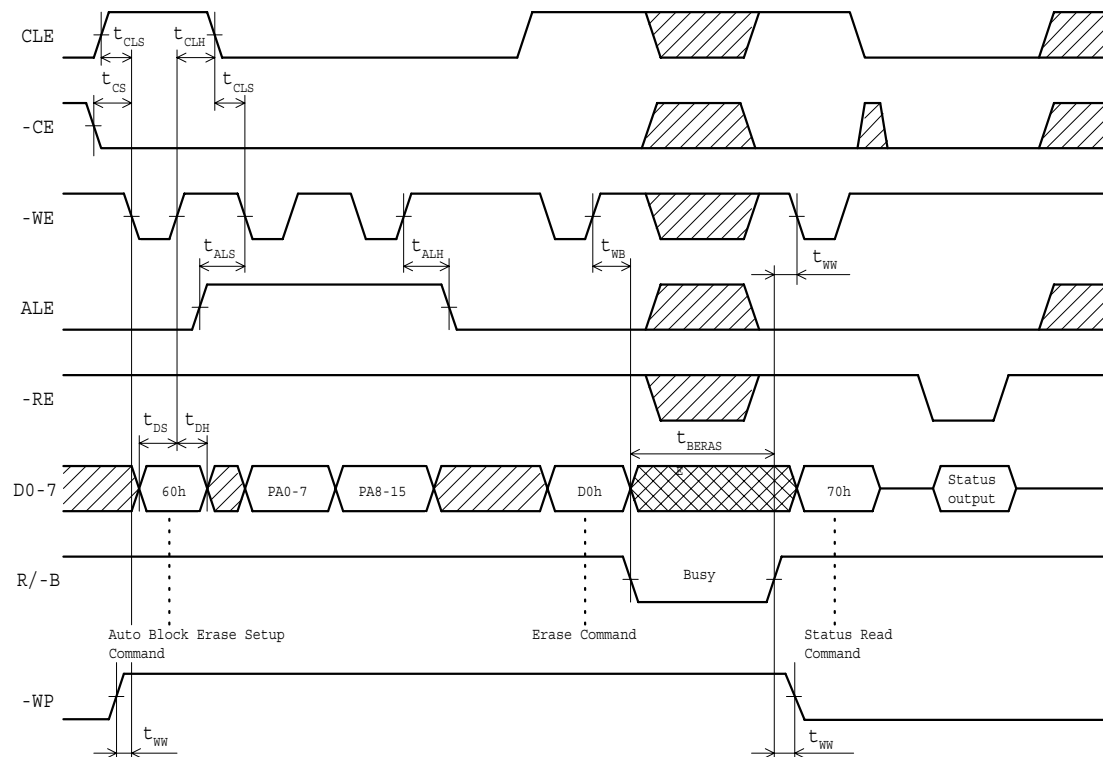 CLE
tCLS
tCLH
tCS
tCLS
-CE
-WE
tALS
tALH
tWB
tWW
ALE
-RE
tDS
tDH
tBERAS
E
D0-7
60h
PA0-7
PA8-15
D0h
70h
Status
output
R/-B
Busy
Auto Block Erase Setup
Command
Erase Command
Status Read
Command
-WP
tWW
tWW